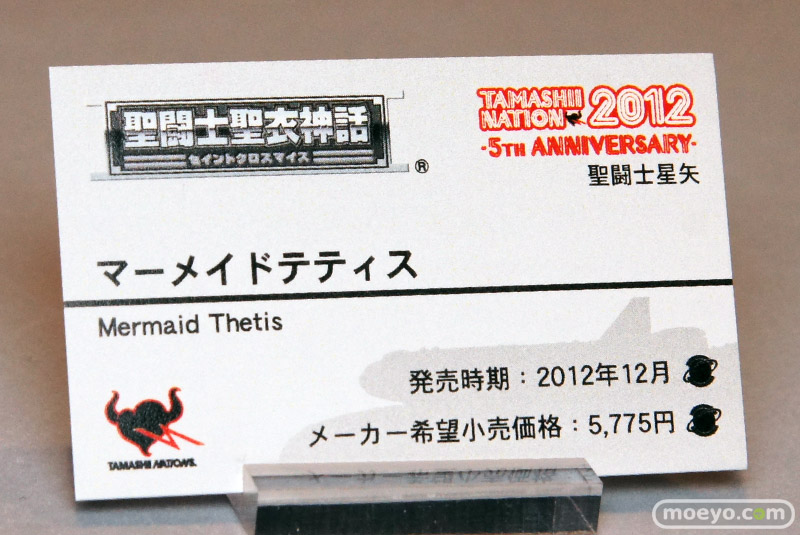 聖闘士聖衣神話
セイントクロスマイス
®
TAMASHII
NATION 2012
-5TH ANNIVERSARY-
聖闘士星矢
マーメイドテティス
Mermaid Thetis
発売時期：2012年12月
メーカー希望小売価格：5,775円
TAMASHII NATIONS.
moeyo.com